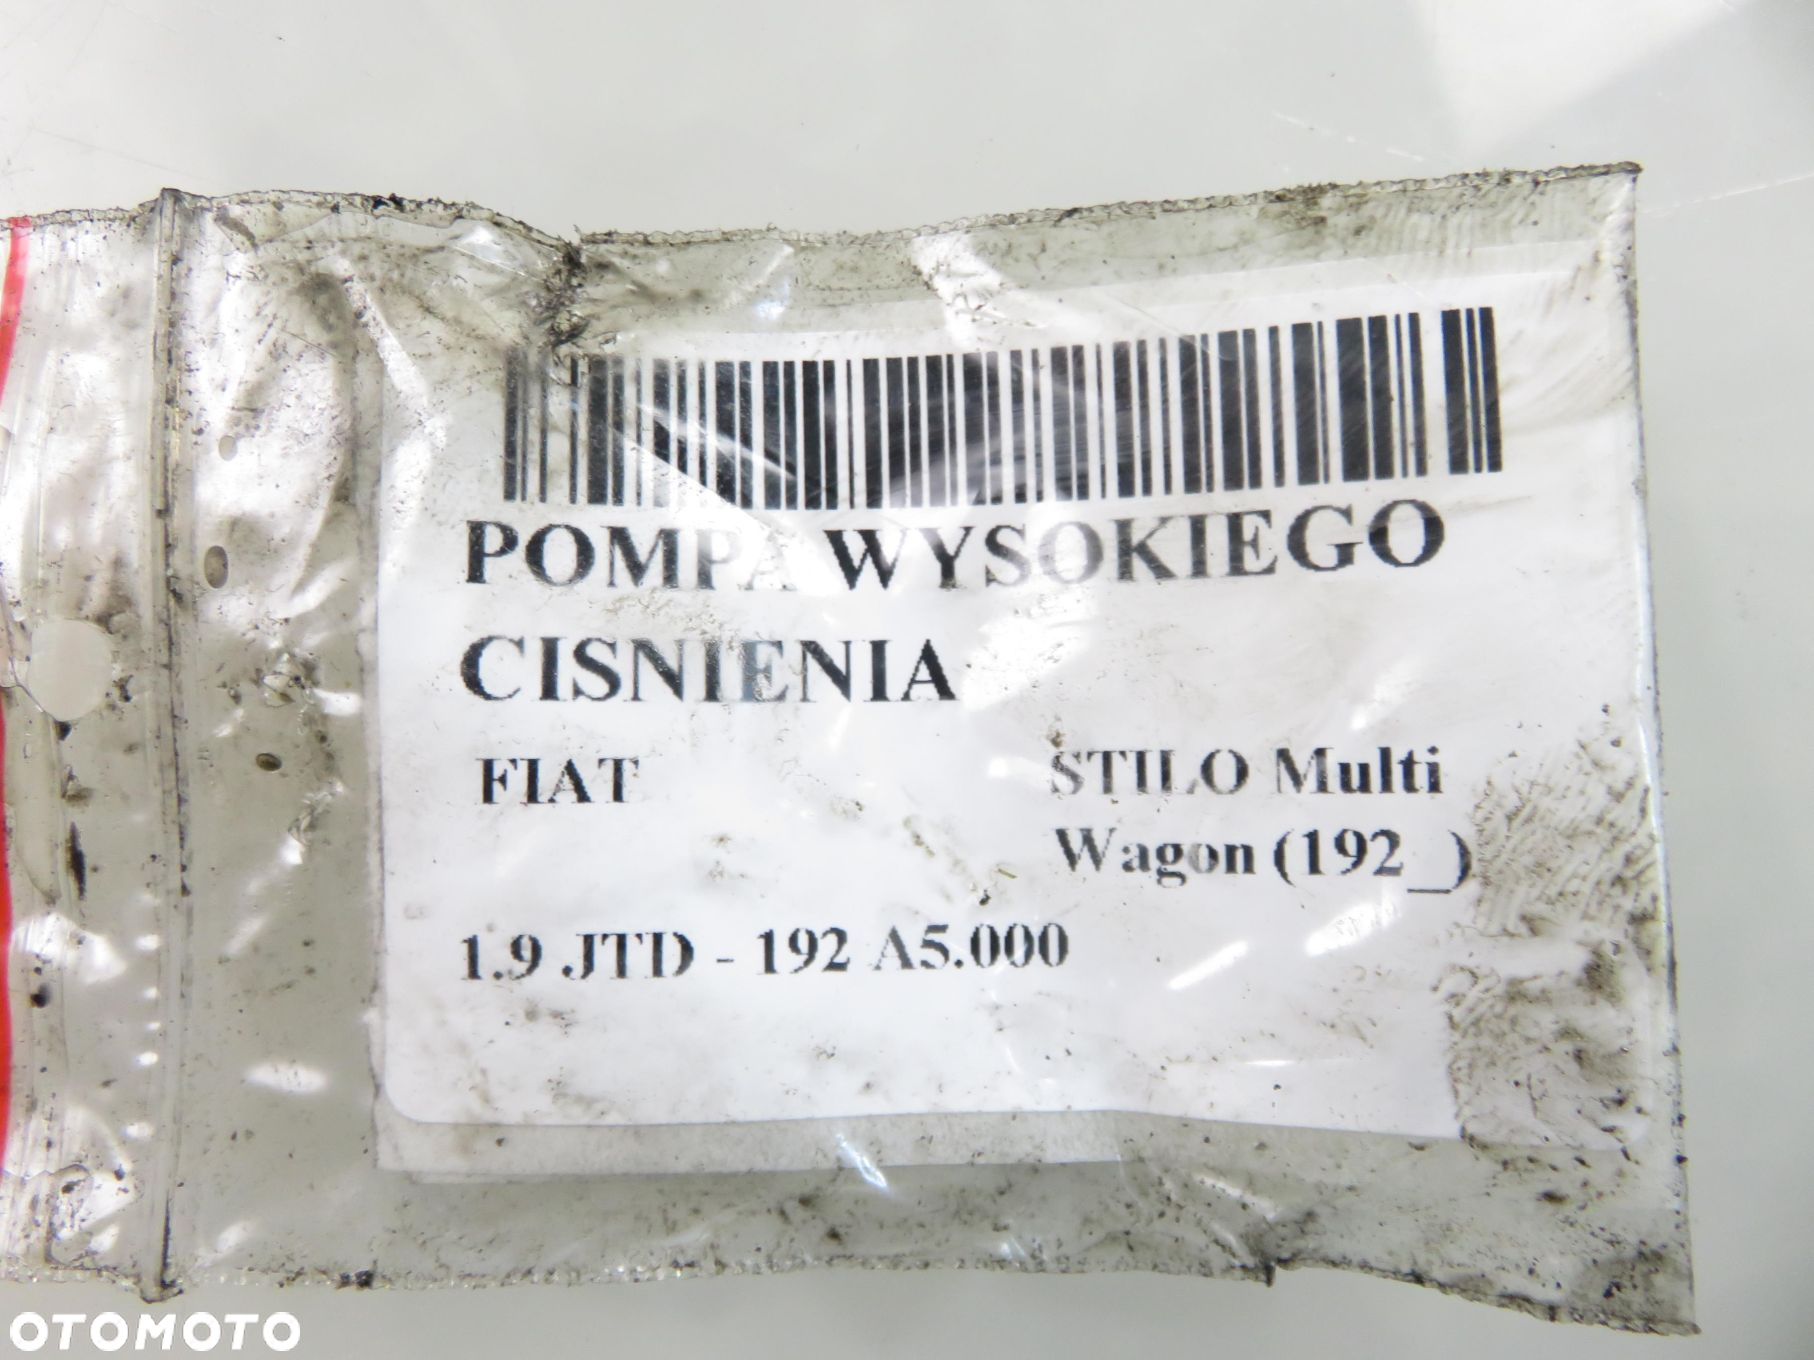 POMPA WYSOKIEGO
CISNIENIA
FIAT STILO Multi
Wagon (192_)
1.9 JTD - 192 A5.000
OTOMOTO